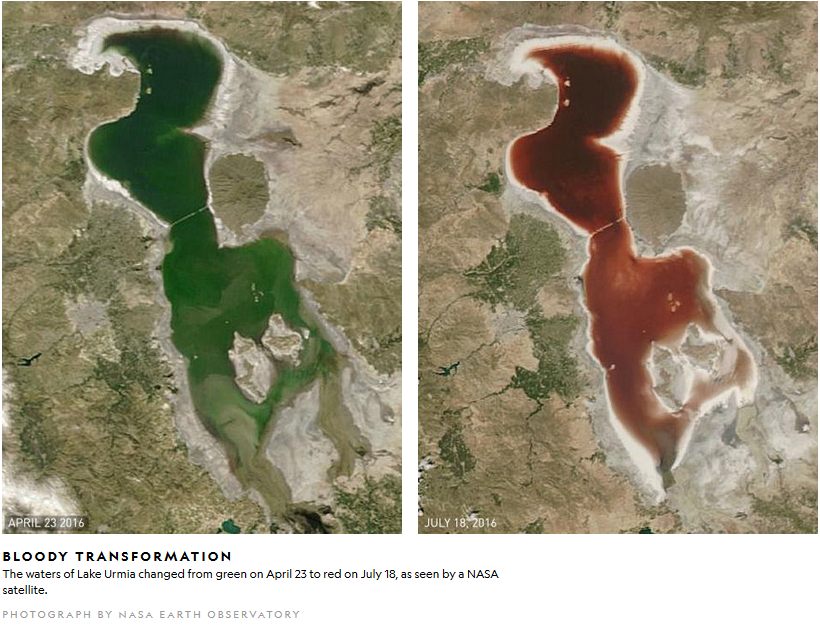 APRIL 23 2016
JULY 18, 2016
BLOODY TRANSFORMATION
The waters of Lake Urmia changed from green on April 23 to red on July 18, as seen by a NASA
satellite.
PHOTOGRAPH BY NASA EARTH OBSERVATORY